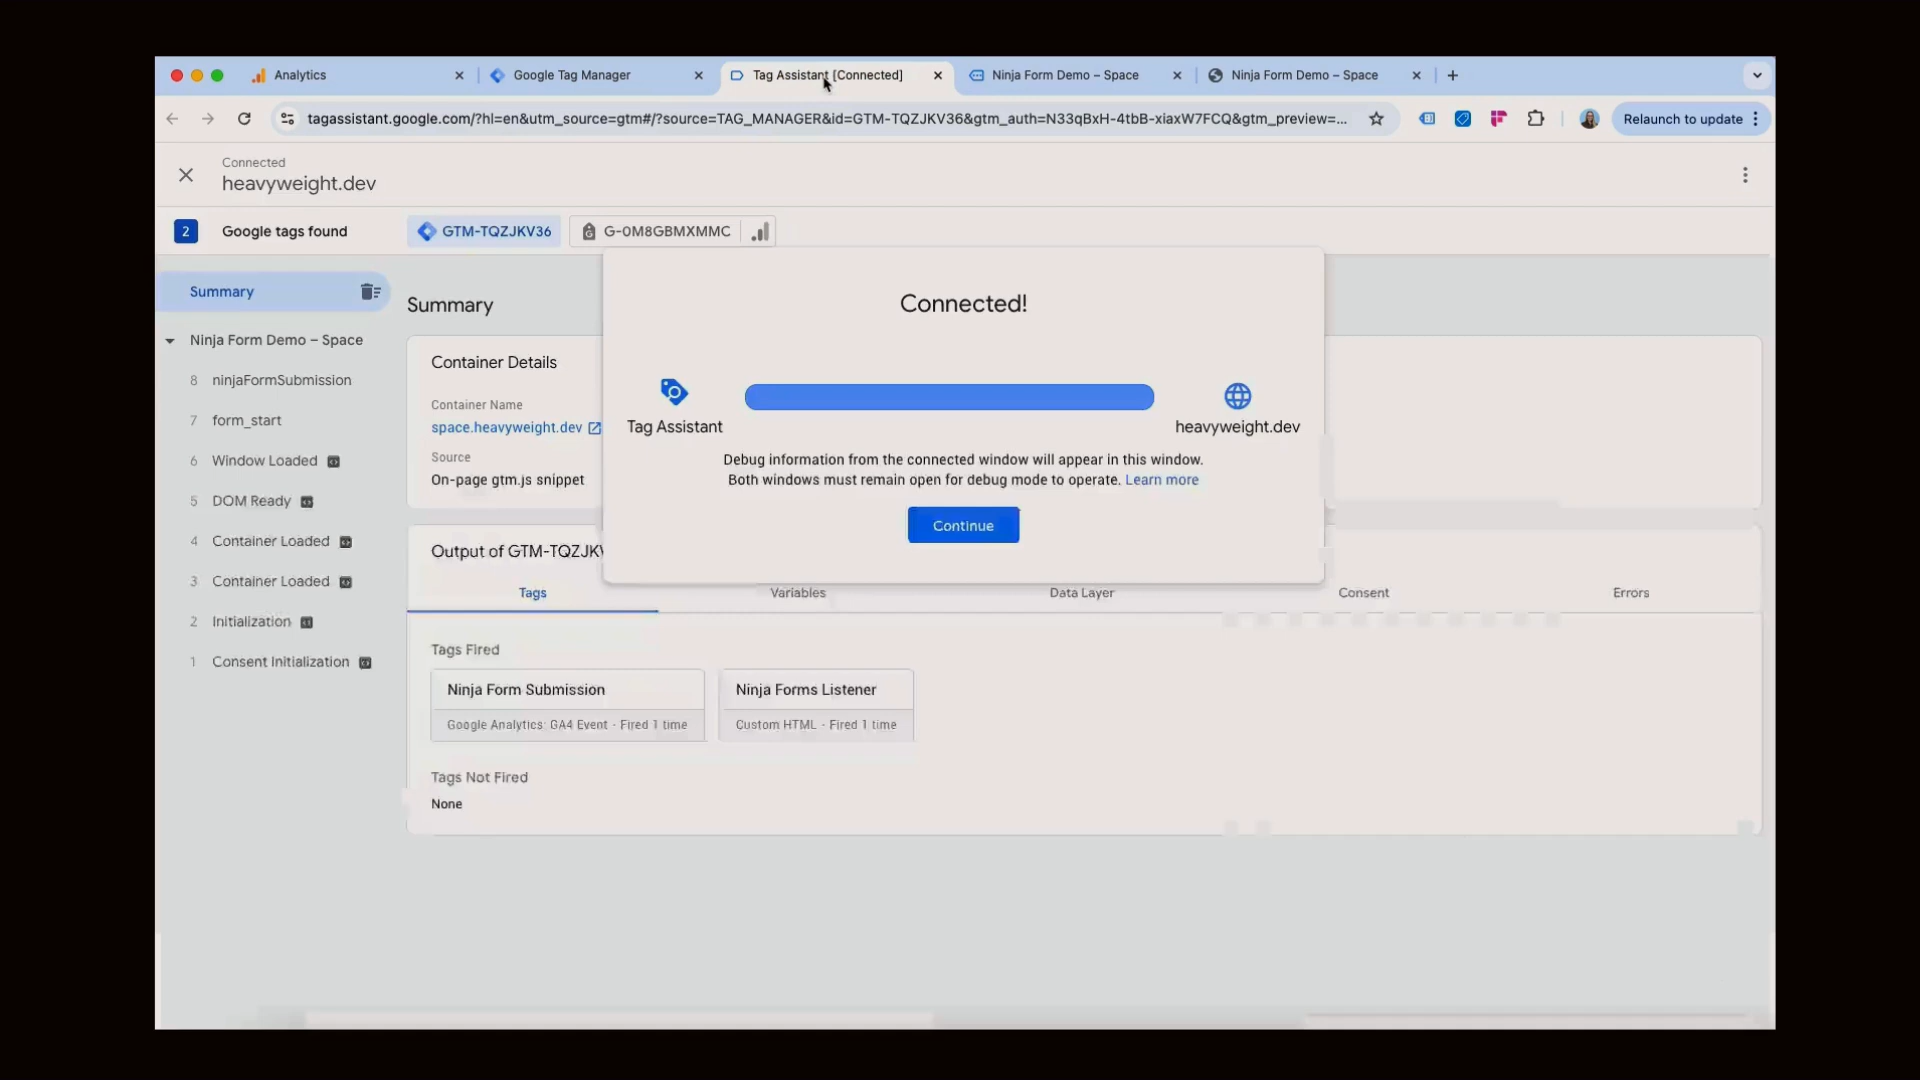 Analytics
Google Tag Manager
Tag Assistant [Connected]
Ninja Form Demo – Space
Ninja Form Demo – Space
tagassistant.google.com/?hl=en&utm_source=gtm#/?source=TAG_MANAGER&id=GTM-TQZJKV36&gtm_auth=N33qBxH-4tbB-xiaxW7FCQ&gtm_preview=...
Relaunch to update
Connected
heavyweight.dev
2
Google tags found
GTM-TQZJKV36
G-0M8GBMXMMC
Summary
Ninja Form Demo – Space
8 ninjaFormSubmission
7 form_start
6 Window Loaded
5 DOM Ready
4 Container Loaded
3 Container Loaded
2 Initialization
1 Consent Initialization
Summary
Container Details
Container Name
space.heavyweight.dev
Source
On-page gtm.js snippet
Connected!
Tag Assistant
heavyweight.dev
Debug information from the connected window will appear in this window.
Both windows must remain open for debug mode to operate. Learn more
Continue
Output of GTM-TQZJKV
Tags
Variables
Data Layer
Consent
Errors
Tags Fired
Ninja Form Submission
Google Analytics: GA4 Event - Fired 1 time
Ninja Forms Listener
Custom HTML - Fired 1 time
Tags Not Fired
None